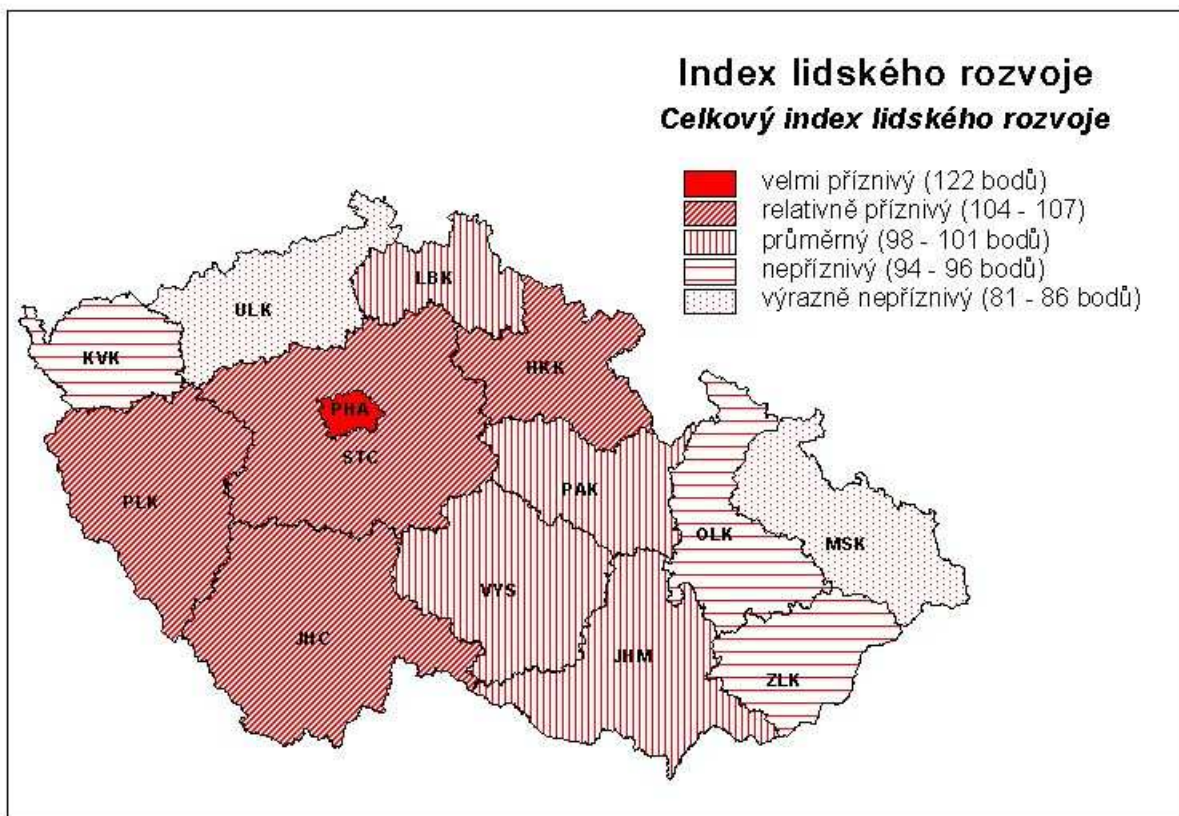 Index lidského rozvoje
Celkový index lidského rozvoje
velmi příznivý (122 bodů)
relativně příznivý (104 - 107)
průměrný (98 - 101 bodů)
nepříznivý (94 - 96 bodů)
výrazně nepříznivý (81 - 86 bodů)
LBK
ULK
KVK
HKK
PHA
STC
PAK
PLK
OLK
MSK
VYS
JHC
JHM
ZLK